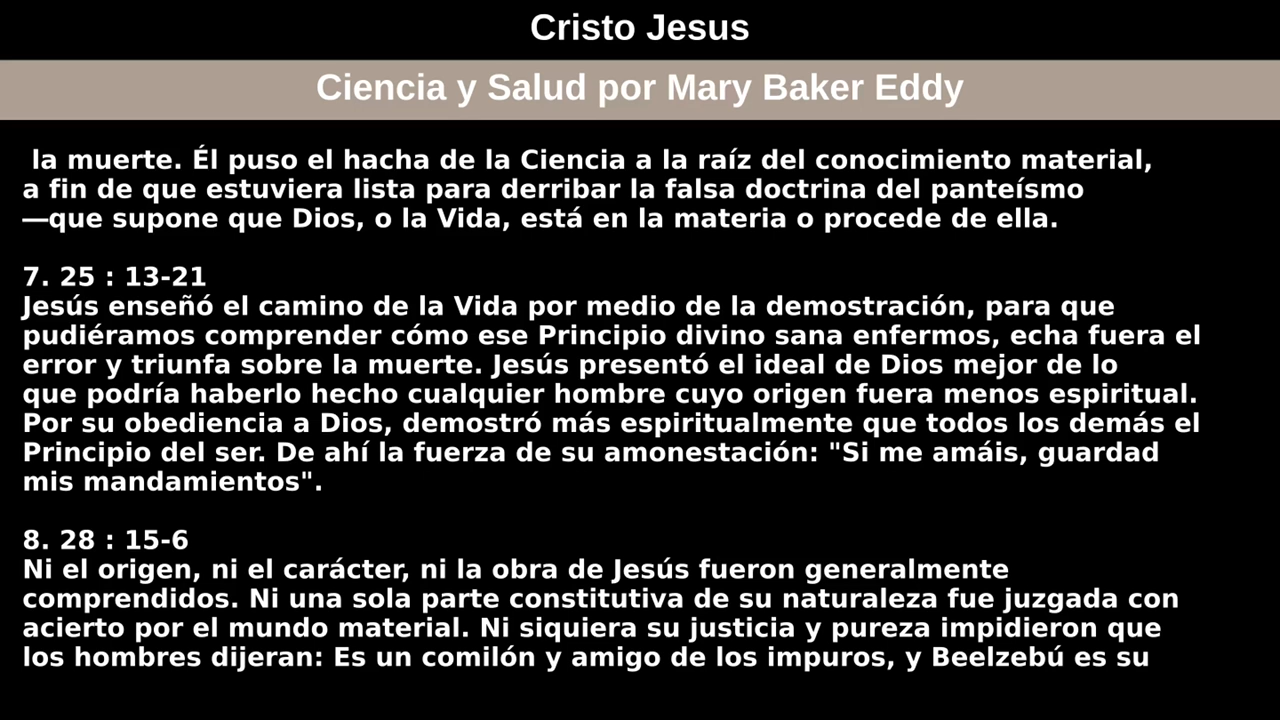 Cristo Jesus
Ciencia y Salud por Mary Baker Eddy
la muerte. Él puso el hacha de la Ciencia a la raíz del conocimiento material,
a fin de que estuviera lista para derribar la falsa doctrina del panteísmo
—que supone que Dios, o la Vida, está en la materia o procede de ella.
7. 25 : 13-21
Jesús enseñó el camino de la Vida por medio de la demostración, para que
pudiéramos comprender cómo ese Principio divino sana enfermos, echa fuera el
error y triunfa sobre la muerte. Jesús presentó el ideal de Dios mejor de lo
que podría haberlo hecho cualquier hombre cuyo origen fuera menos espiritual.
Por su obediencia a Dios, demostró más espiritualmente que todos los demás el
Principio del ser. De ahí la fuerza de su amonestación: "Si me amáis, guardad
mis mandamientos".
8. 28 : 15-6
Ni el origen, ni el carácter, ni la obra de Jesús fueron generalmente
comprendidos. Ni una sola parte constitutiva de su naturaleza fue juzgada con
acierto por el mundo material. Ni siquiera su justicia y pureza impidieron que
los hombres dijeran: Es un comilón y amigo de los impuros, y Beelzebú es su